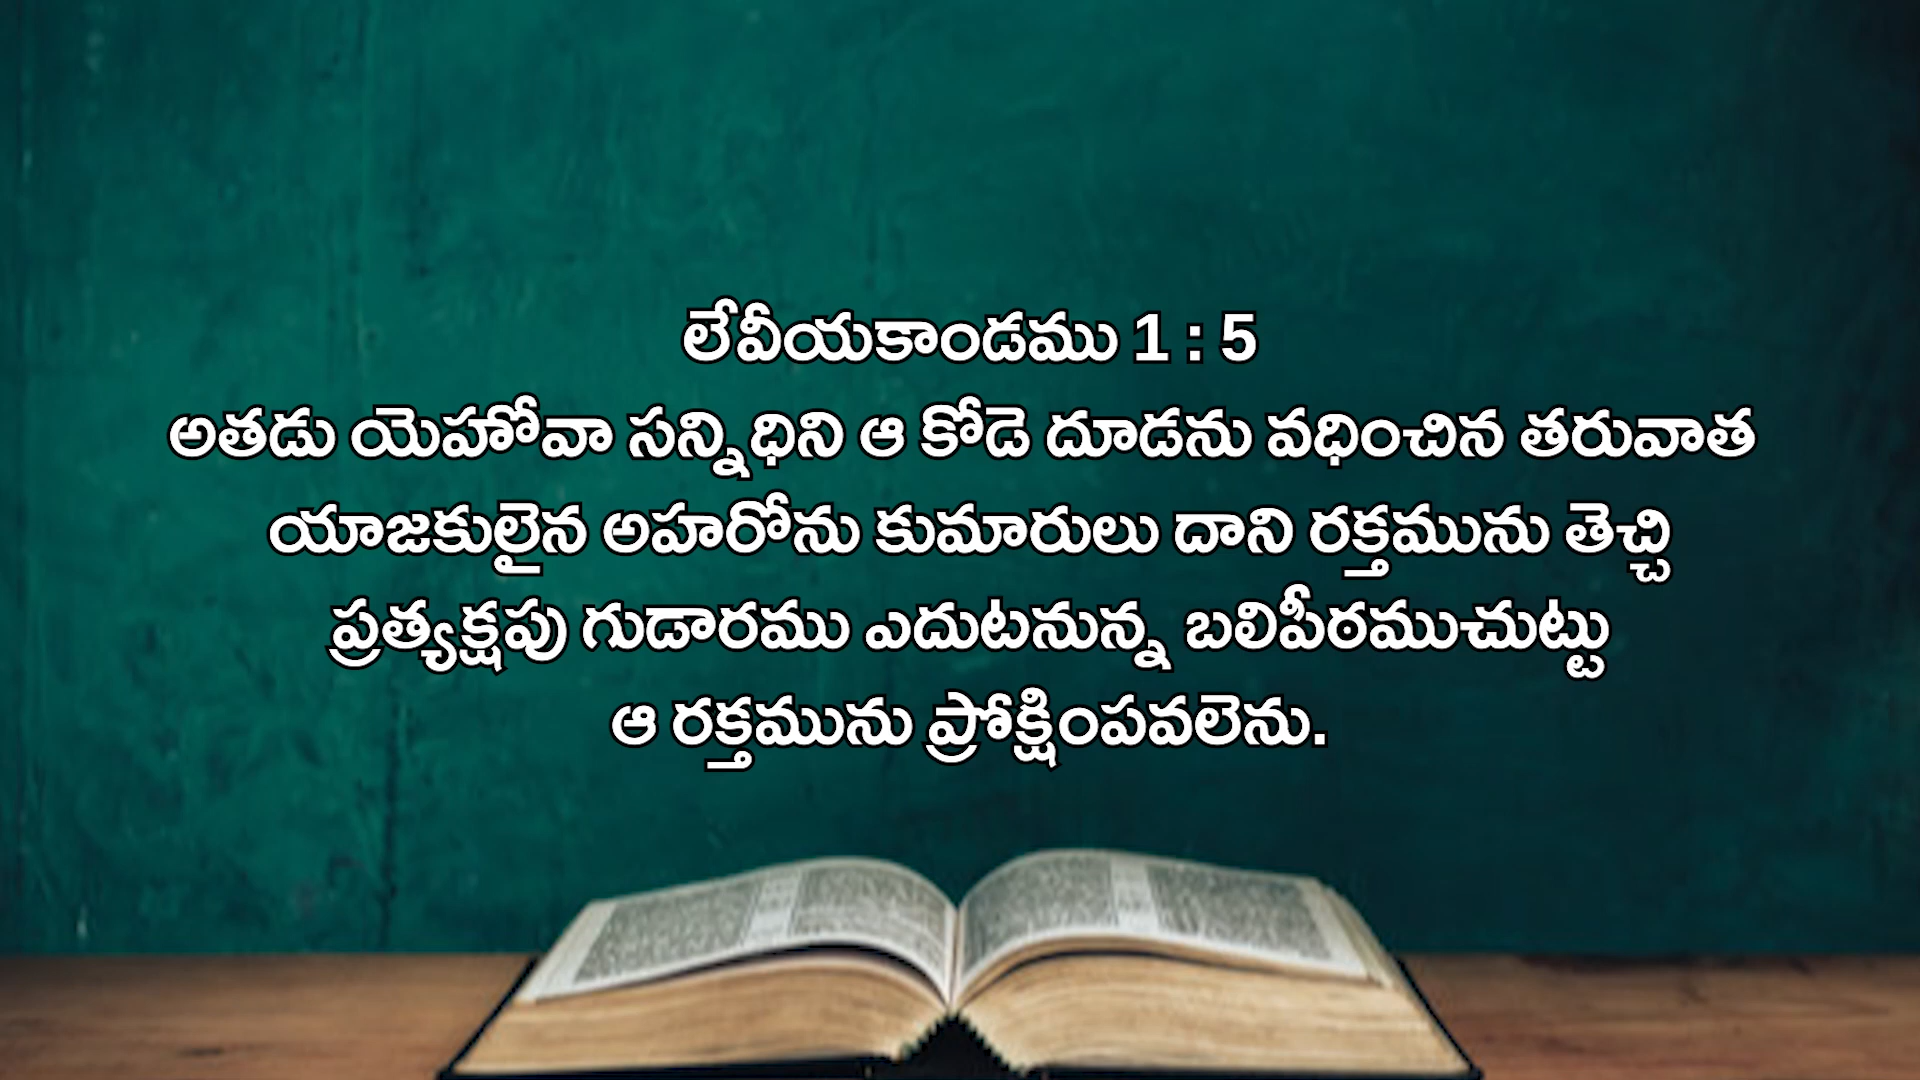 లేవీయకాండము 1 : 5
అతడు యెహోవా సన్నిధిని ఆ కోడె దూడను వధించిన తరువాత
యాజకులైన అహరోను కుమారులు దాని రక్తమును తెచ్చి
ప్రత్యక్షపు గుడారము ఎదుటనున్న బలిపీఠముచుట్టు
ఆ రక్తమును ప్రోక్షింపవలెను.